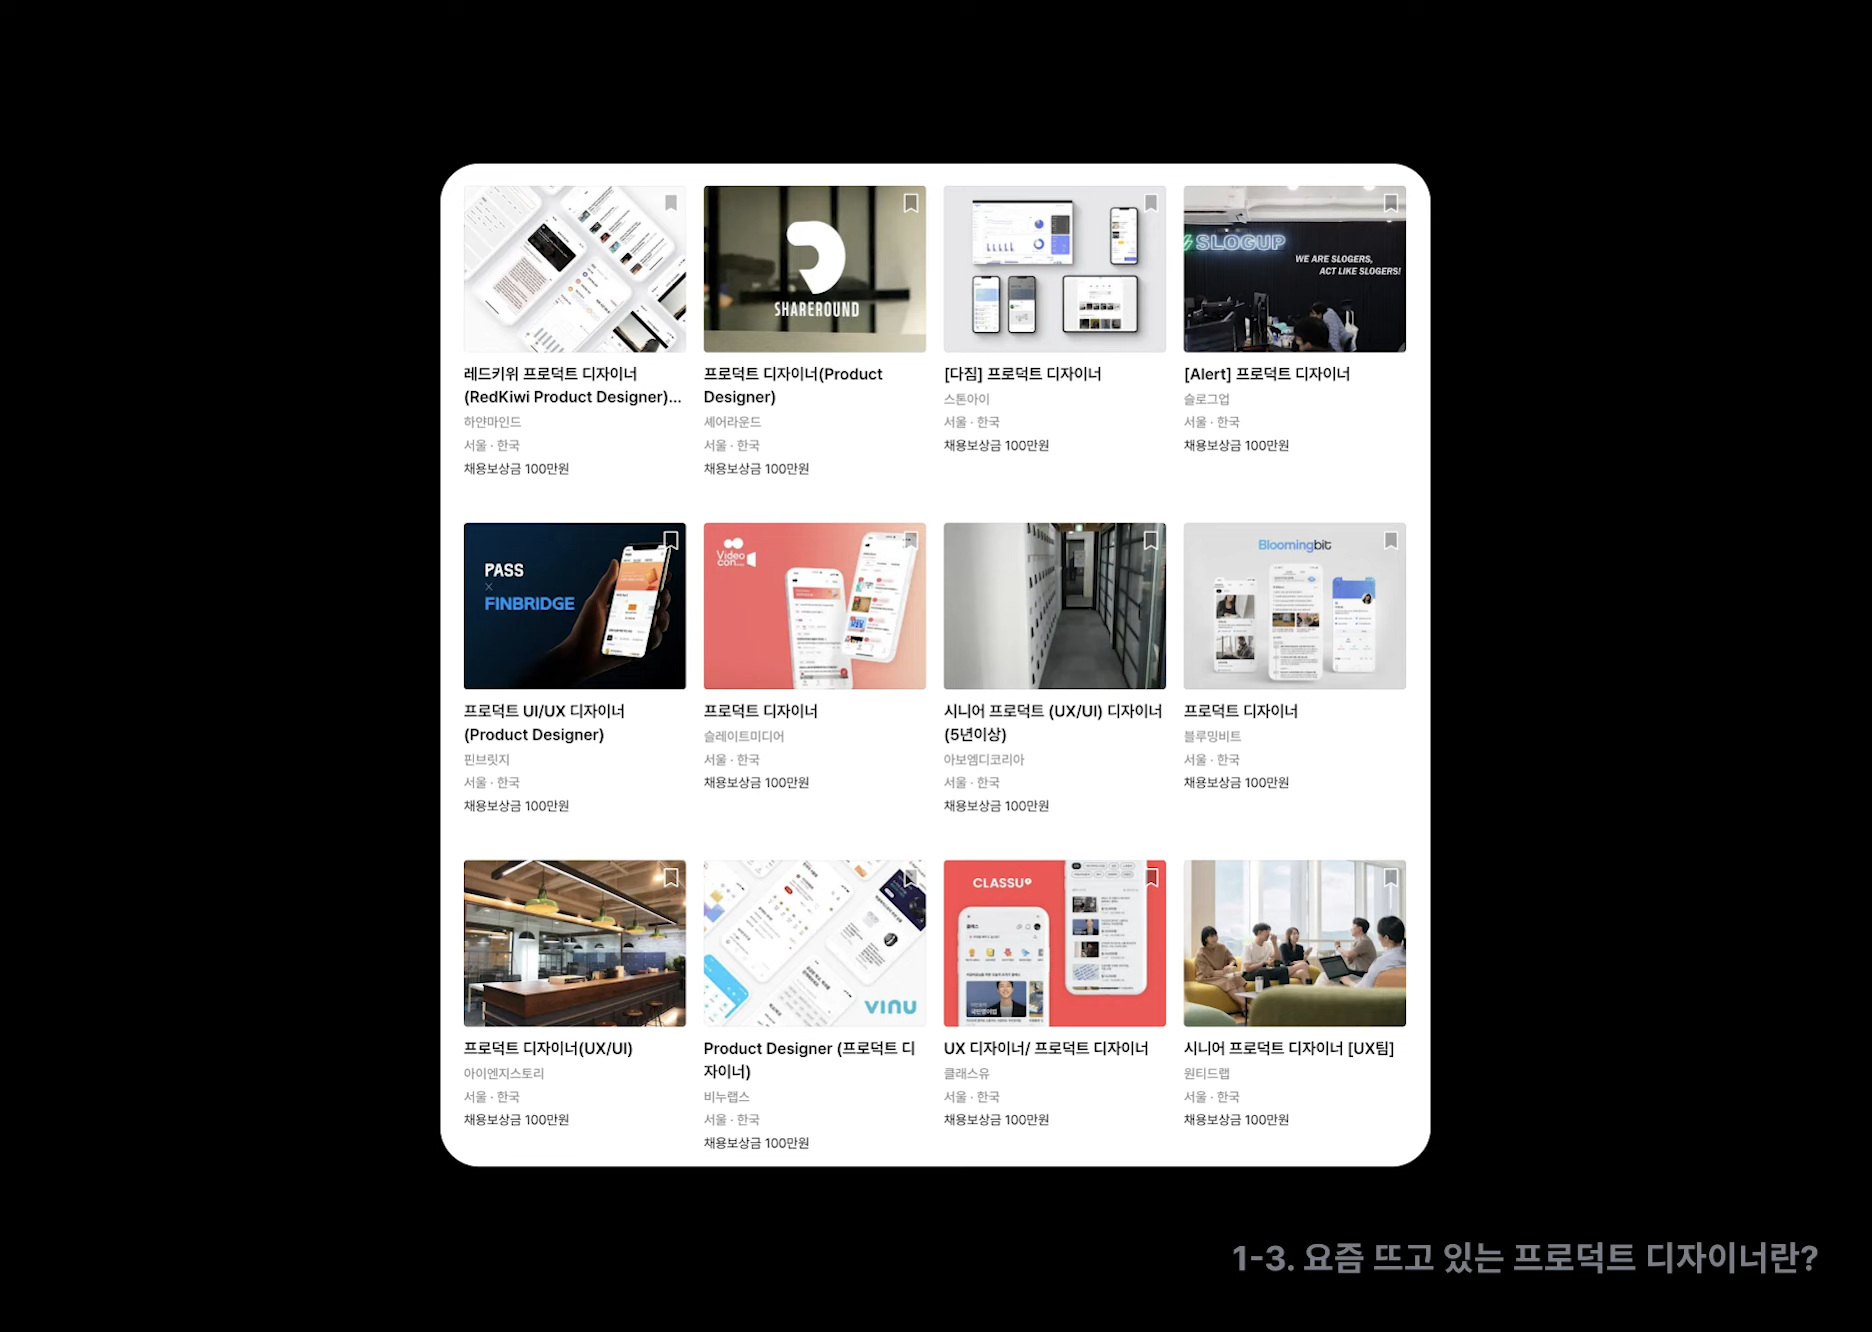 SHAREROUND
SLOGUP
WE ARE SLOGERS,
ACT LIKE SLOGERS!
레드키위 프로덕트 디자이너
(RedKiwi Product Designer)...
하얀마인드
서울 · 한국
채용보상금 100만원
프로덕트 디자이너(Product
Designer)
셰어라운드
서울 · 한국
채용보상금 100만원
[다짐] 프로덕트 디자이너
스톤아이
서울 · 한국
채용보상금 100만원
[Alert] 프로덕트 디자이너
슬로그업
서울 · 한국
채용보상금 100만원
PASS
×
FINBRIDGE
Video
con
Bloomingbit
프로덕트 UI/UX 디자이너
(Product Designer)
핀브릿지
서울 · 한국
채용보상금 100만원
프로덕트 디자이너
슬레이트미디어
서울 · 한국
채용보상금 100만원
시니어 프로덕트 (UX/UI) 디자이너
(5년이상)
아보엠디코리아
서울 · 한국
채용보상금 100만원
프로덕트 디자이너
블루밍비트
서울 · 한국
채용보상금 100만원
VINU
CLASSU
프로덕트 디자이너(UX/UI)
아이엔지스토리
서울 · 한국
채용보상금 100만원
Product Designer (프로덕트 디
자이너)
비누랩스
서울 · 한국
채용보상금 100만원
UX 디자이너/ 프로덕트 디자이너
클래스유
서울 · 한국
채용보상금 100만원
시니어 프로덕트 디자이너 [UX팀]
원티드랩
서울 · 한국
채용보상금 100만원
1-3. 요즘 뜨고 있는 프로덕트 디자이너란?